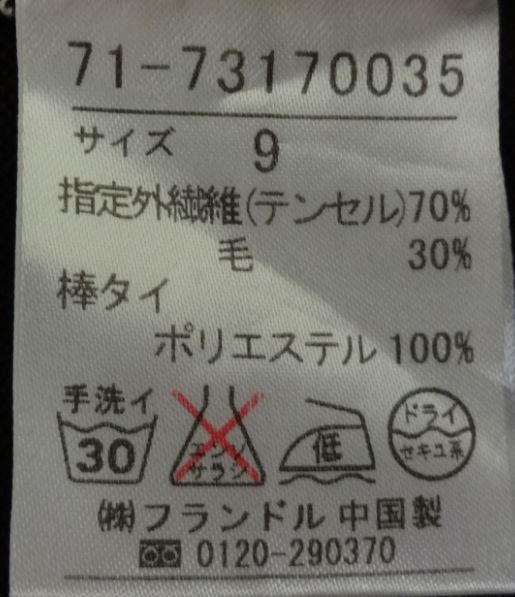 71-73170035
サイズ 9
指定外繊維(テンセル)70%
毛 30%
棒タイ
ポリエステル 100%
手洗イ
30
エンソ
サラシ
低
ドライ
セキユ系
㈱フランドル 中国製
0120-290370